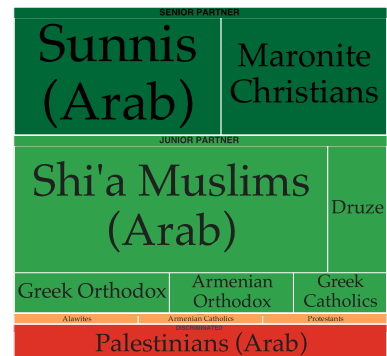 SENIOR PARTNER
Sunnis
(Arab)
Maronite
Christians
JUNIOR PARTNER
Shi'a Muslims
(Arab)
Druze
Greek Orthodox
Armenian
Orthodox
Greek
Catholics
Alawites
Armenian Catholics
Protestants
DISCRIMINATED
Palestinians (Arab)